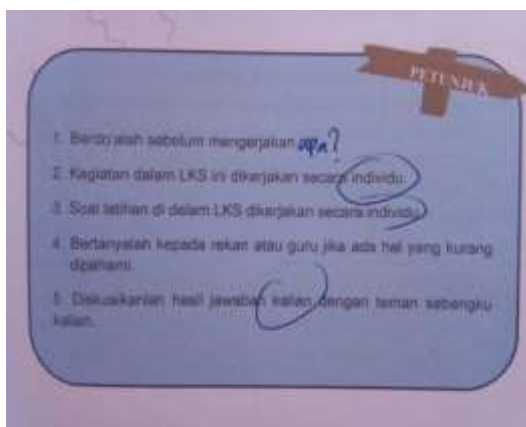 PETUNJUK
1. Berdo'alah sebelum mengerjakan apa?
2. Kegiatan dalam LKS ini dikerjakan secara individu.
3. Soal latihan di dalam LKS dikerjakan secara individu
4. Bertanyalah kepada rekan atau guru jika ada hal yang kurang
dipahami.
5. Diskusikanlah hasil jawaban kalian dengan teman sebangku
kalian.